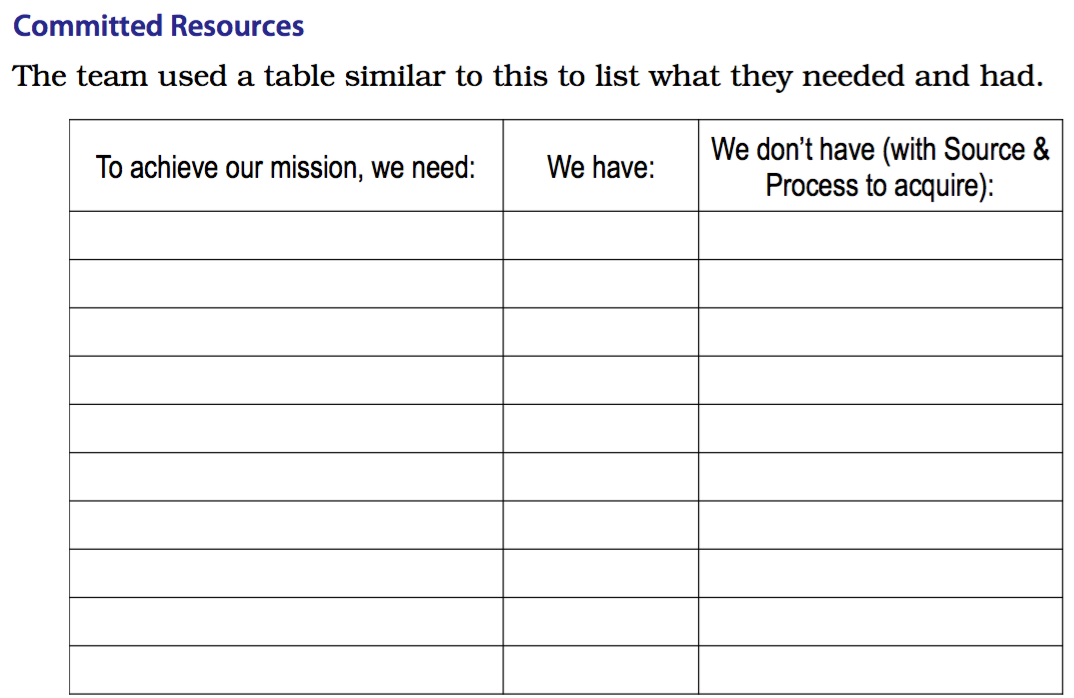 Committed Resources
The team used a table similar to this to list what they needed and had.
To achieve our mission, we need:
We have:
We don’t have (with Source &
Process to acquire):